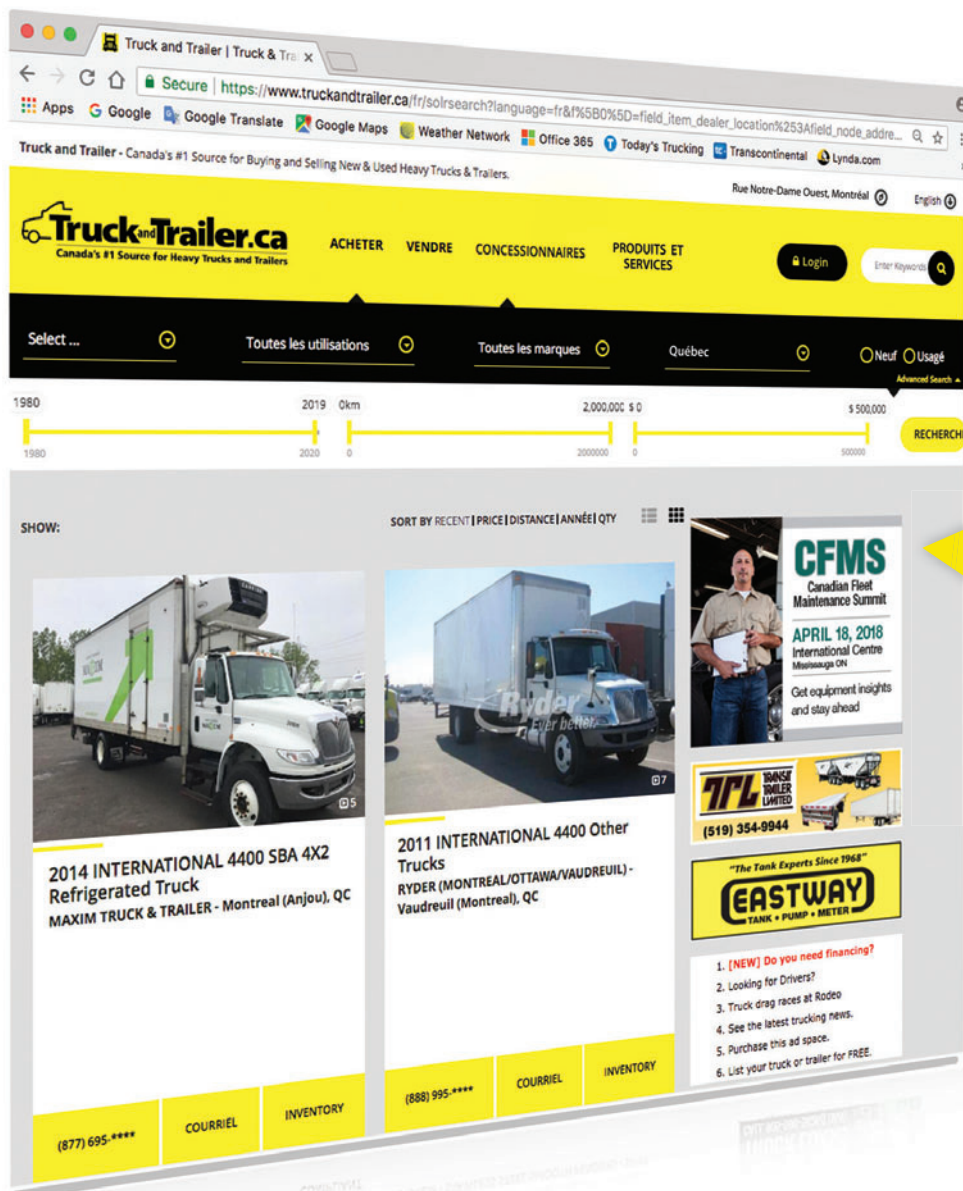 Truck and Trailer | Truck & Tra
Secure | https://www.truckandtrailer.ca/fr/solrsearch?language=fr&f%5B0%5D=field_item_dealer_location%253Afield_node_addre...
Apps Google Google Translate Google Maps Weather Network Office 365 Today's Trucking Transcontinental Lynda.com
Truck and Trailer - Canada's #1 Source for Buying and Selling New & Used Heavy Trucks & Trailers.
Rue Notre-Dame Ouest, Montréal English
Truck and Trailer.ca
Canada's #1 Source for Heavy Trucks and Trailers
ACHETER VENDRE CONCESSIONNAIRES PRODUITS ET SERVICES
Login
Enter Keywords
Select ... Toutes les utilisations Toutes les marques Québec Neuf Usagé
Advanced Search
1980 2019 0km 2,000,000 $ 0 $ 500,000
RECHERCHE
1980 2020 0 2000000 0 500000
SHOW:
SORT BY RECENT | PRICE | DISTANCE | ANNÉE | QTY
MAXIM
5
2014 INTERNATIONAL 4400 SBA 4X2
Refrigerated Truck
MAXIM TRUCK & TRAILER - Montreal (Anjou), QC
(877) 695-**** COURRIEL INVENTORY
Ryder
Ever better.
7
2011 INTERNATIONAL 4400 Other
Trucks
RYDER (MONTREAL/OTTAWA/VAUDREUIL) -
Vaudreuil (Montreal), QC
(888) 995-**** COURRIEL INVENTORY
CFMS
Canadian Fleet
Maintenance Summit
APRIL 18, 2018
International Centre
Mississauga ON
Get equipment insights
and stay ahead
TTL TRANSIT
TRAILER
LIMITED
(519) 354-9944
"The Tank Experts Since 1968"
EASTWAY
TANK • PUMP • METER
1. [NEW] Do you need financing?
2. Looking for Drivers?
3. Truck drag races at Rodeo
4. See the latest trucking news.
5. Purchase this ad space.
6. List your truck or trailer for FREE.